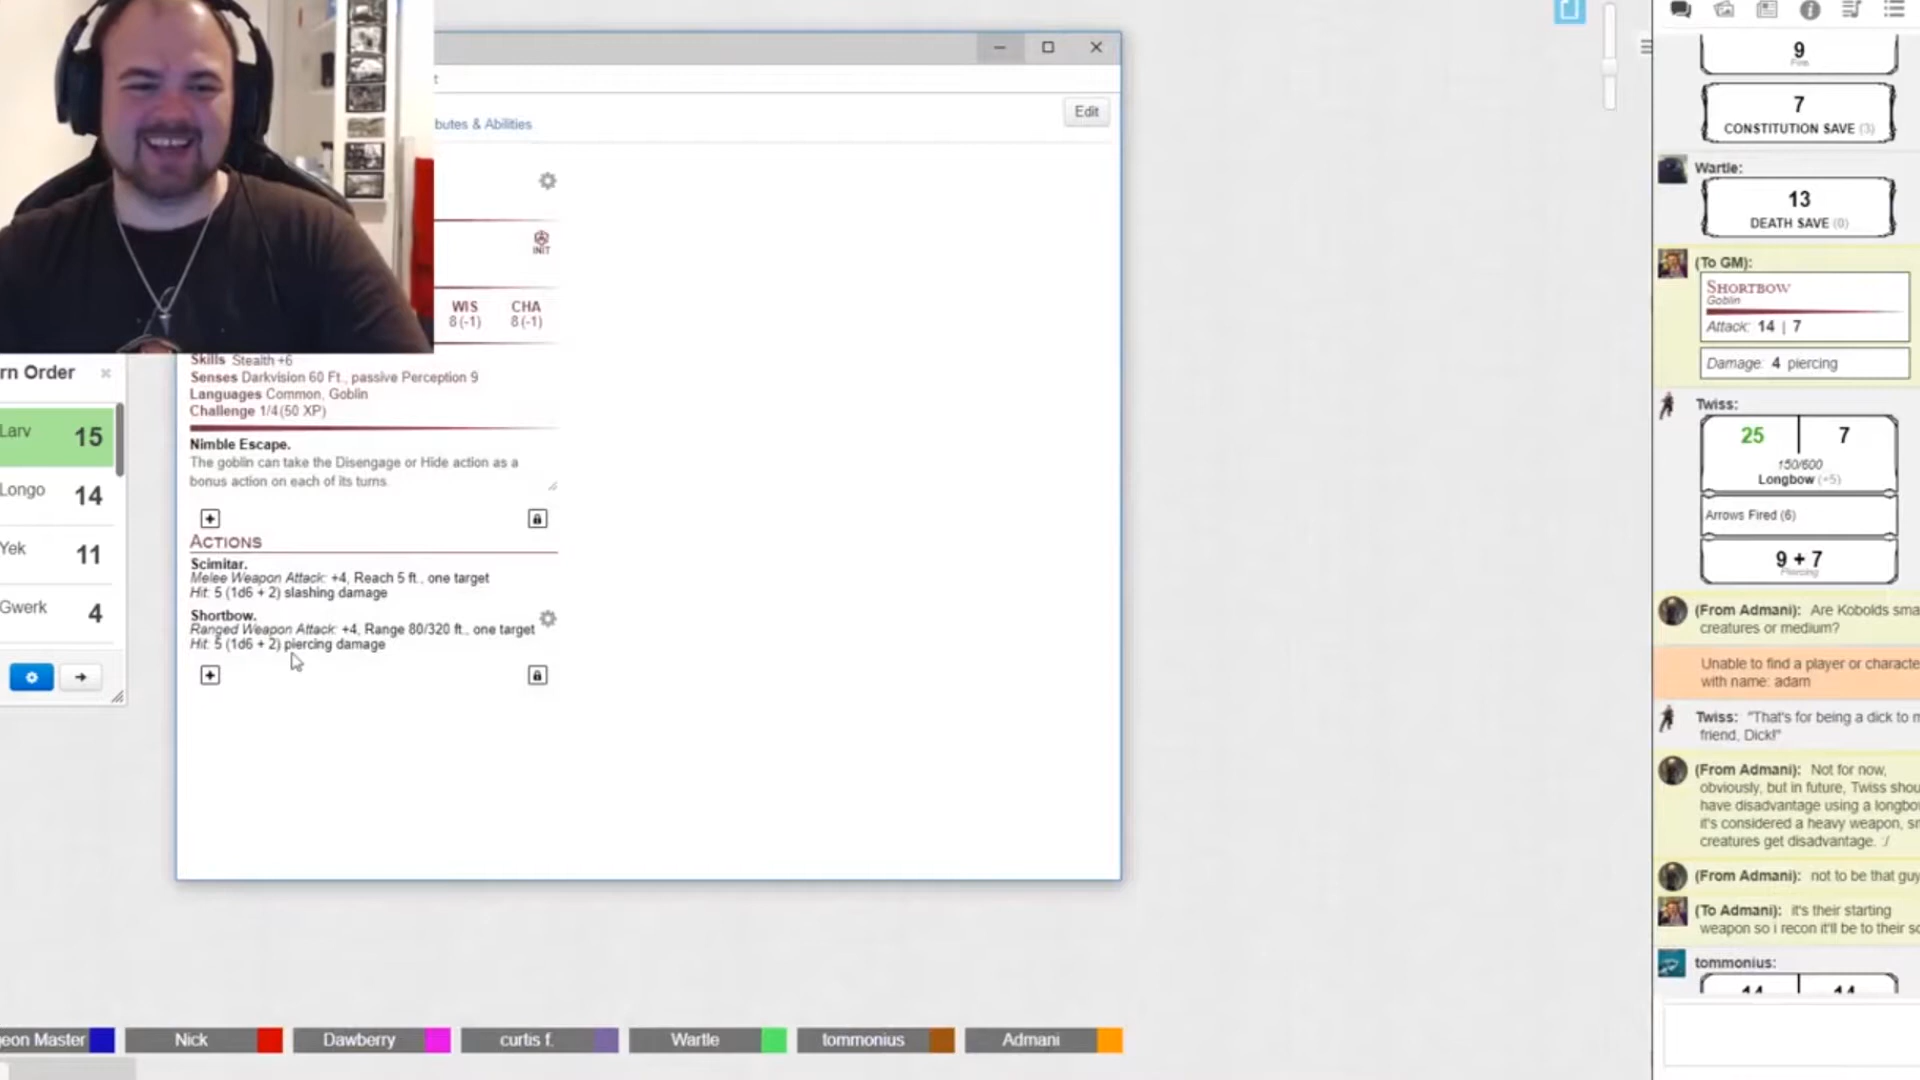 t
butes & Abilities
Edit
INIT
WIS
8 (-1)
CHA
8 (-1)
Skills Stealth +6
Senses Darkvision 60 Ft., passive Perception 9
Languages Common, Goblin
Challenge 1/4 (50 XP)
Nimble Escape.
The goblin can take the Disengage or Hide action as a
bonus action on each of its turns.
ACTIONS
Scimitar.
Melee Weapon Attack: +4, Reach 5 ft., one target
Hit: 5 (1d6 + 2) slashing damage
Shortbow.
Ranged Weapon Attack: +4, Range 80/320 ft., one target
Hit: 5 (1d6 + 2) piercing damage
rn Order
Larv 15
Longo 14
Yek 11
Gwerk 4
9
7
CONSTITUTION SAVE (3)
Wartle:
13
DEATH SAVE (0)
(To GM):
SHORTBOW
Goblin
Attack: 14 | 7
Damage: 4 piercing
Twiss:
25 7
150/600
Longbow (+5)
Arrows Fired (6)
9 + 7
Piercing
(From Admani): Are Kobolds sma
creatures or medium?
Unable to find a player or characte
with name: adam
Twiss: "That's for being a dick to m
friend, Dick!"
(From Admani): Not for now,
obviously, but in future, Twiss shou
have disadvantage using a longbo
it's considered a heavy weapon, sm
creatures get disadvantage. :/
(From Admani): not to be that guy
(To Admani): it's their starting
weapon so i recon it'll be to their so
tommonius:
14 14
eon Master
Nick
Dawberry
curtis f.
Wartle
tommonius
Admani